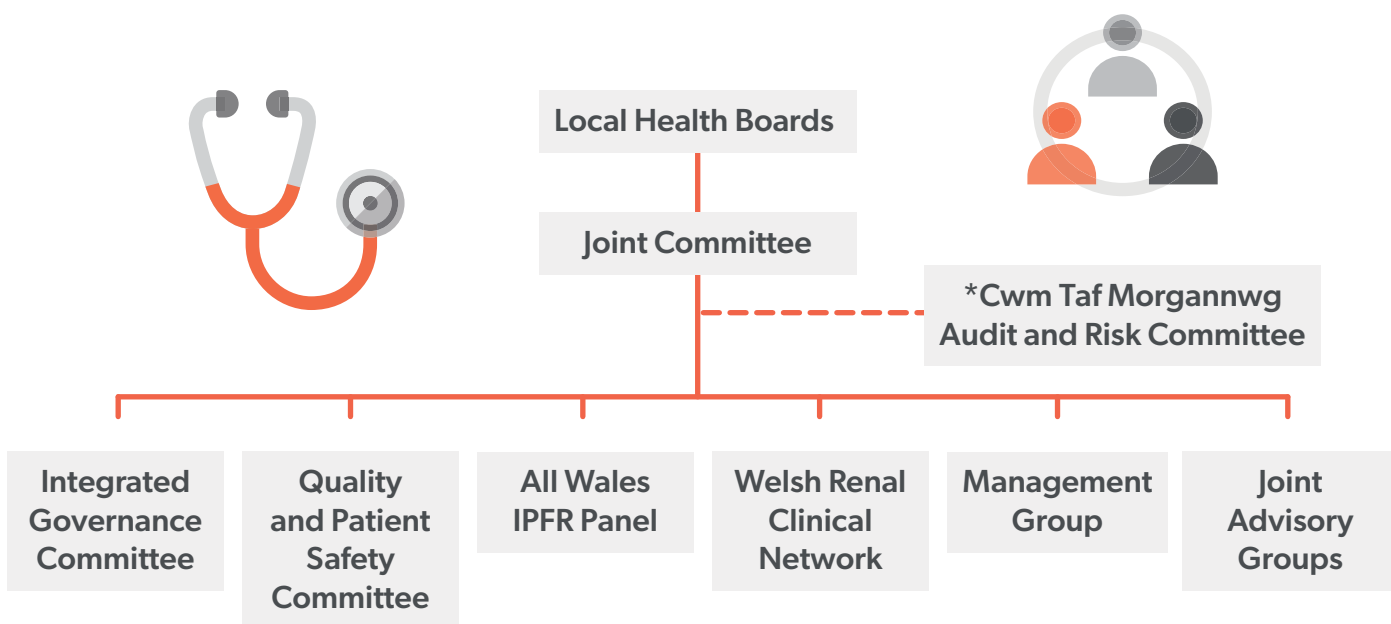 Local Health Boards
Joint Committee
*Cwm Taf Morgannwg
Audit and Risk Committee
Integrated
Governance
Committee
Quality
and Patient
Safety
Committee
All Wales
IPFR Panel
Welsh Renal
Clinical
Network
Management
Group
Joint
Advisory
Groups